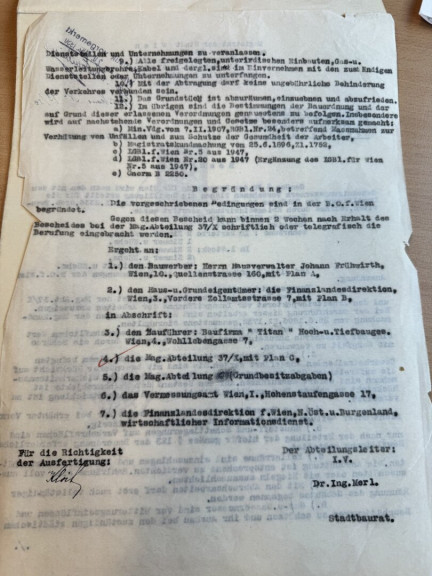 Dienststellen und Unternehmungen zu veranlassen.
9.) Alle freigelegten, unterirdischen Einbauten, Gas- u.
Wasserleitungsrohre, Kabel und dergl. sind im Einvernehmen mit den zuständigen
Dienststellen oder Unternehmungen zu unterfangen.
10.) Mit der Abtragung darf keine ungebührliche Behinderung
der Verkehres verbunden sein.
11.) Das Grundstück ist abzuräumen, einzuebnen und abzufrieden.
12.) Im übrigen sind die Bestimmungen der Bauordnung und der
auf Grund dieser erlassenen Verordnungen genauestens zu befolgen. Insbesondere
wird auf nachstehende Verordnungen und Gesetze besonders aufmerksam gemacht:
a) Min.Vdg. vom 7.II.1907, RGBl.Nr.24, betreffend Massnahmen zur
Verhütung von Unfällen und zum Schutze der Gesundheit der Arbeiter,
b) Magistratskundmachung vom 25.6.1896, Zl.1752,
c) LGBl.f.Wien Nr.5 aus 1947,
d) LGBl.f.Wien Nr.20 aus 1947 (Ergänzung des LGBl.für Wien
Nr.5 aus 1947),
e) Önorm B 2250.
Begründung:
Die vorgeschriebenen Bedingungen sind in der B.O.f.Wien
begründet.
Gegen diesen Bescheid kann binnen 2 Wochen nach Erhalt des
Bescheides bei der Mag.Abteilung 37/X schriftlich oder telegrafisch die
Berufung eingebracht werden.
Ergeht an:
1.) den Bauwerber: Herrn Hausverwalter Johann Frühwirth,
Wien,10., Quellenstrasse 160, mit Plan A,
2.) den Haus-u.Grundeigentümer: die Finanzlandesdirektion,
Wien,3., Vordere Zollamtsstrasse 7, mit Plan B,
in Abschrift:
3.) den Bauführer: Baufirma " Titan " Hoch-u.Tiefbauges.
Wien,4., Wohllebengasse 7,
4.) die Mag.Abteilung 37/X, mit Plan C,
5.) die Mag.Abteilung (Grundbesitzabgaben)
6.) das Vermessungsamt Wien,I., Hohenstaufengasse 17,
7.) die Finanzlandesdirektion f.Wien, N.Öst.u.Burgenland,
wirtschaftlicher Informationsdienst.
Für die Richtigkeit
der Ausfertigung:
Der Abteilungsleiter:
I.V.
Dr.Ing.Merl.
Stadtbaurat.